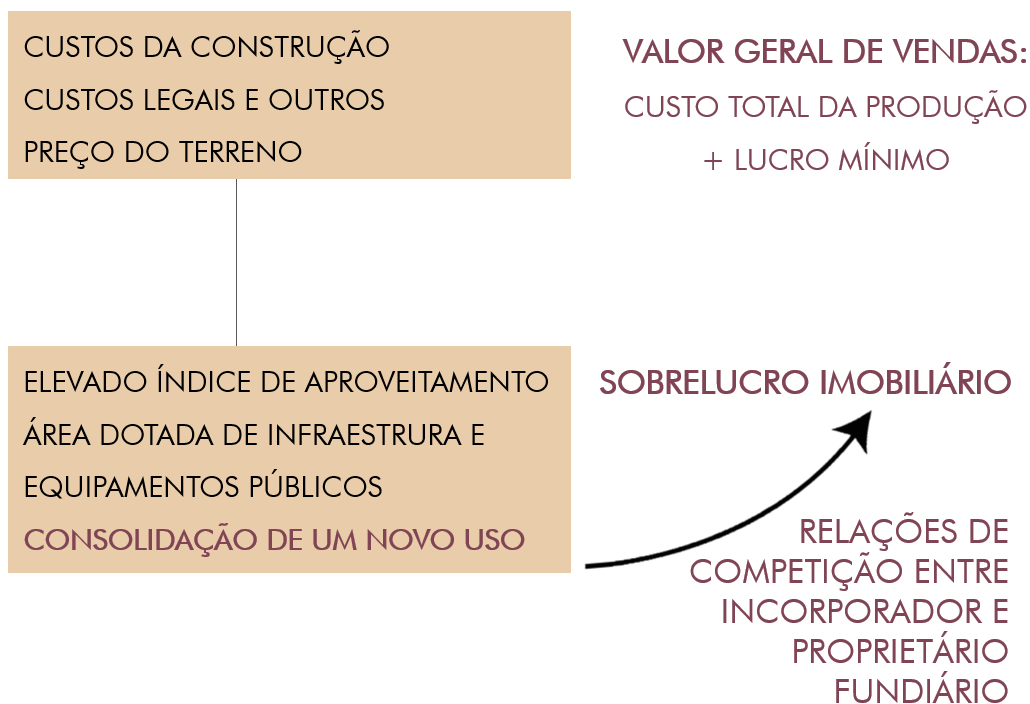 CUSTOS DA CONSTRUÇÃO
CUSTOS LEGAIS E OUTROS
PREÇO DO TERRENO
VALOR GERAL DE VENDAS:
CUSTO TOTAL DA PRODUÇÃO
+ LUCRO MÍNIMO
ELEVADO ÍNDICE DE APROVEITAMENTO
ÁREA DOTADA DE INFRAESTRURA E
EQUIPAMENTOS PÚBLICOS
CONSOLIDAÇÃO DE UM NOVO USO
SOBRELUCRO IMOBILIÁRIO
RELAÇÕES DE
COMPETIÇÃO ENTRE
INCORPORADOR E
PROPRIETÁRIO
FUNDIÁRIO